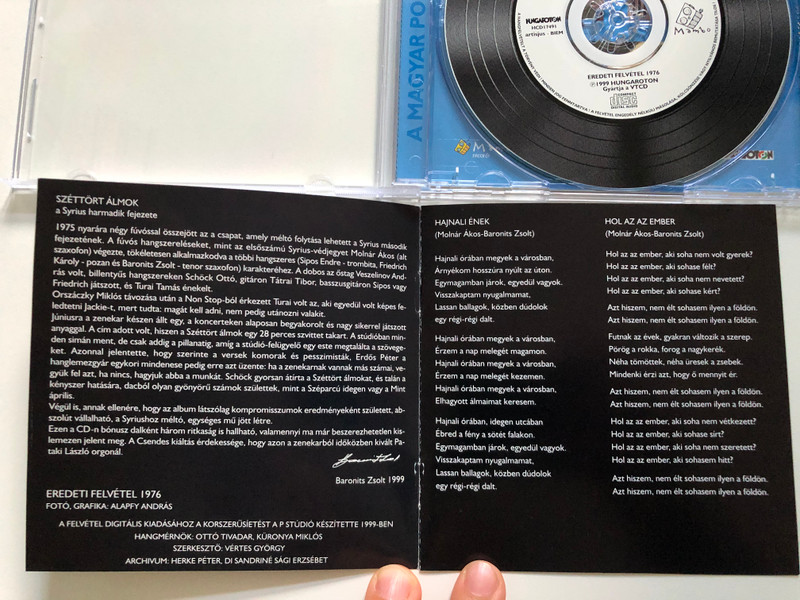 A MAGYAR PO
HUNGAROTON
HCD17491
artisjus · BIEM
Mambo
EREDETI FELVÉTEL 1976
℗1999 HUNGAROTON
Gyártja a VTCD
COMPACT
disc
DIGITAL AUDIO
SZÉTTÖRT ÁLMOK
a Syrius harmadik fejezete
1975 nyarára négy fúvóssal összejött az a csapat, amely méltó folytása lehetett a Syrius második
fejezetének. A fúvós hangszereléseket, mint az elsőszámú Syrius-védjegyet Molnár Ákos (alt
szaxofon) végezte, tökéletesen alkalmazkodva a többi hangszeres (Sipos Endre - trombita, Friedrich
Károly - pozan és Baronits Zsolt - tenor szaxofon) karakteréhez. A dobos az őstag Veszelinov And-
rás volt, billentyűs hangszereken Schöck Ottó, gitáron Tátrai Tibor, basszusgitáron Sipos vagy
Friedrich játszott, és Turai Tamás énekelt.
Orszáczky Miklós távozása után a Non Stop-ból érkezett Turai volt az, aki egyedül volt képes fe-
ledtetni Jackie-t, mert tudta: magát kell adni, nem pedig utánozni valakit.
Júniusra a zenekar készen állt egy, a koncerteken alaposan begyakorolt és nagy sikerrel játszott
anyaggal. A cím adott volt, hiszen a Széttört álmok egy 28 perces szvittet takart. A stúdióban min-
den simán ment, de csak addig a pillanatig, amíg a stúdió-felügyelő egy este megtalálta a szövege-
ket. Azonnal jelentette, hogy szerinte a versek komorak és pesszimisták, Erdős Péter a
hanglemezgyár egykori mindenese pedig erre azt üzente: ha a zenekarnak vannak más számai, ve-
gyük fel azt, ha nincs, hagyjuk abba a munkát. Schöck gyorsan átírta a Széttört álmokat, és talán a
kényszer hatására, dacból olyan gyönyörű számok születtek, mint a Széparcú idegen vagy a Mint
április.
Végül is, annak ellenére, hogy az album látszólag kompromisszumok eredményeként született, ab-
szolút vállalható, a Syriushoz méltó, egységes mű jött létre.
Ezen a CD-n bónusz dalként három ritkaság is hallható, valamennyi ma már beszerezhetetlen kis-
lemezen jelent meg. A Csendes kiáltás érdekessége, hogy azon a zenekarból időközben kivált Pa-
taki László orgonál.
Baronits Zsolt 1999
EREDETI FELVÉTEL 1976
FOTÓ, GRAFIKA: ALAPFY ANDRÁS
A FELVÉTEL DIGITÁLIS KIADÁSÁHOZ A KORSZERŰSÍETÉST A P STÚDIÓ KÉSZÍTETTE 1999-BEN
HANGMÉRNÖK: OTTÓ TIVADAR, KÜRONYA MIKLÓS
SZERKESZTŐ: VÉRTES GYÖRGY
ARCHIVUM: HERKE PÉTER, DI SANDRINÉ SÁGI ERZSÉBET
HAJNALI ÉNEK
(Molnár Ákos-Baronits Zsolt)
Hajnali órában megyek a városban,
Árnyékom hosszúra nyúlt az úton.
Egymagamban járok, egyedül vagyok.
Visszakaptam nyugalmamat,
Lassan ballagok, közben dúdolok
egy régi-régi dalt.
Hajnali órában megyek a városban,
Érzem a nap melegét magamon.
Hajnali órában megyek a városban,
Érzem a nap melegét kezemen.
Hajnali órában megyek a városban,
Elhagyott álmaimat keresem.
Hajnali órában, idegen utcában
Ébred a fény a sötét falakon.
Egymagamban járok, egyedül vagyok.
Visszakaptam nyugalmamat,
Lassan ballagok, közben dúdolok
egy régi-régi dalt.
HOL AZ AZ EMBER
(Molnár Ákos-Baronits Zsolt)
Hol az az ember, aki soha nem volt gyerek?
Hol az az ember, aki sohase félt?
Hol az az ember, aki soha nem nevetett?
Hol az az ember, aki sohase kért?
Azt hiszem, nem élt sohasem ilyen a földön.
Azt hiszem, nem élt sohasem ilyen a földön.
Futnak az évek, gyakran változik a szerep.
Pörög a rokka, forog a nagykerék.
Néha tömöttek, néha üresek a zsebek.
Mindenki érzi azt, hogy ő mennyit ér.
Azt hiszem, nem élt sohasem ilyen a földön.
Azt hiszem, nem élt sohasem ilyen a földön.
Hol az az ember, aki soha nem vétkezett?
Hol az az ember, aki sohase sírt?
Hol az az ember, aki soha nem szeretett?
Hol az az ember, aki sohasem hitt?
Azt hiszem, nem élt sohasem ilyen a földön.
Azt hiszem, nem élt sohasem ilyen a földön.